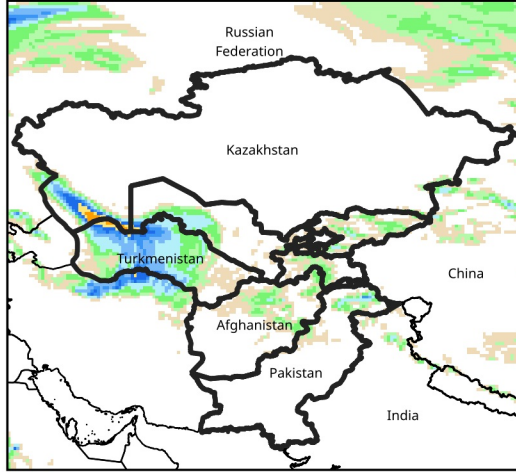 Russian
Federation
Kazakhstan
Turkmenistan
China
Afghanistan
Pakistan
India